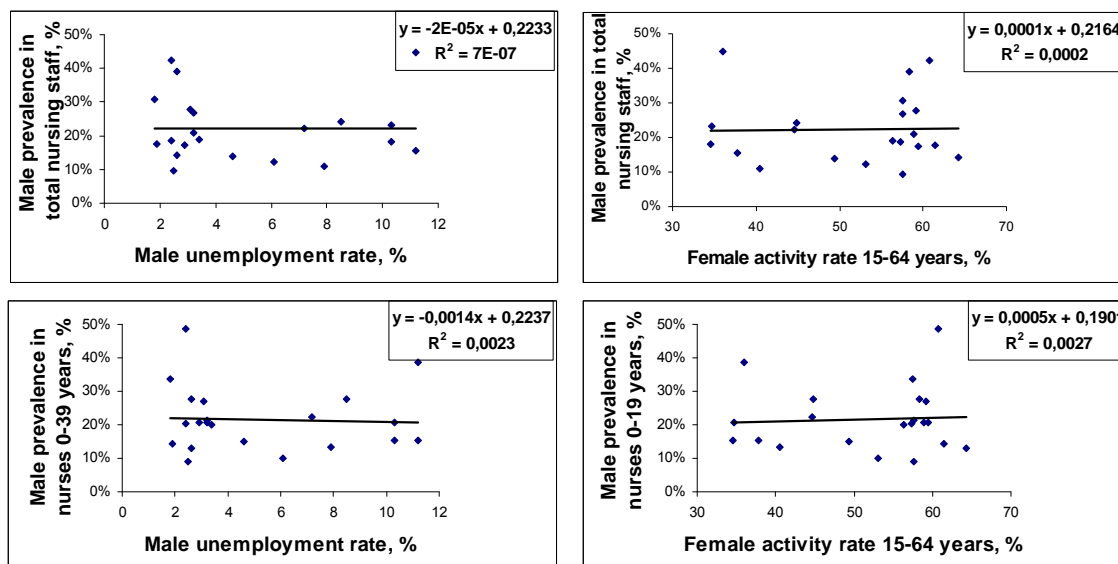 y = -2E-05x + 0,2233
R² = 7E-07
Male prevalence in
total nursing staff, %
50%
40%
30%
20%
10%
0%
0 2 4 6 8 10 12
Male unemployment rate, %
y = 0,0001x + 0,2164
R² = 0,0002
Male prevalence in total
nursing staff, %
50%
40%
30%
20%
10%
0%
30 40 50 60 70
Female activity rate 15-64 years, %
y = -0,0014x + 0,2237
R² = 0,0023
Male prevalence in
nurses 0-39 years, %
50%
40%
30%
20%
10%
0%
0 2 4 6 8 10 12
Male unemployment rate, %
y = 0,0005x + 0,1901
R² = 0,0027
Male prevalence in
nurses 0-19 years, %
50%
40%
30%
20%
10%
0%
30 40 50 60 70
Female activity rate 15-64 years, %